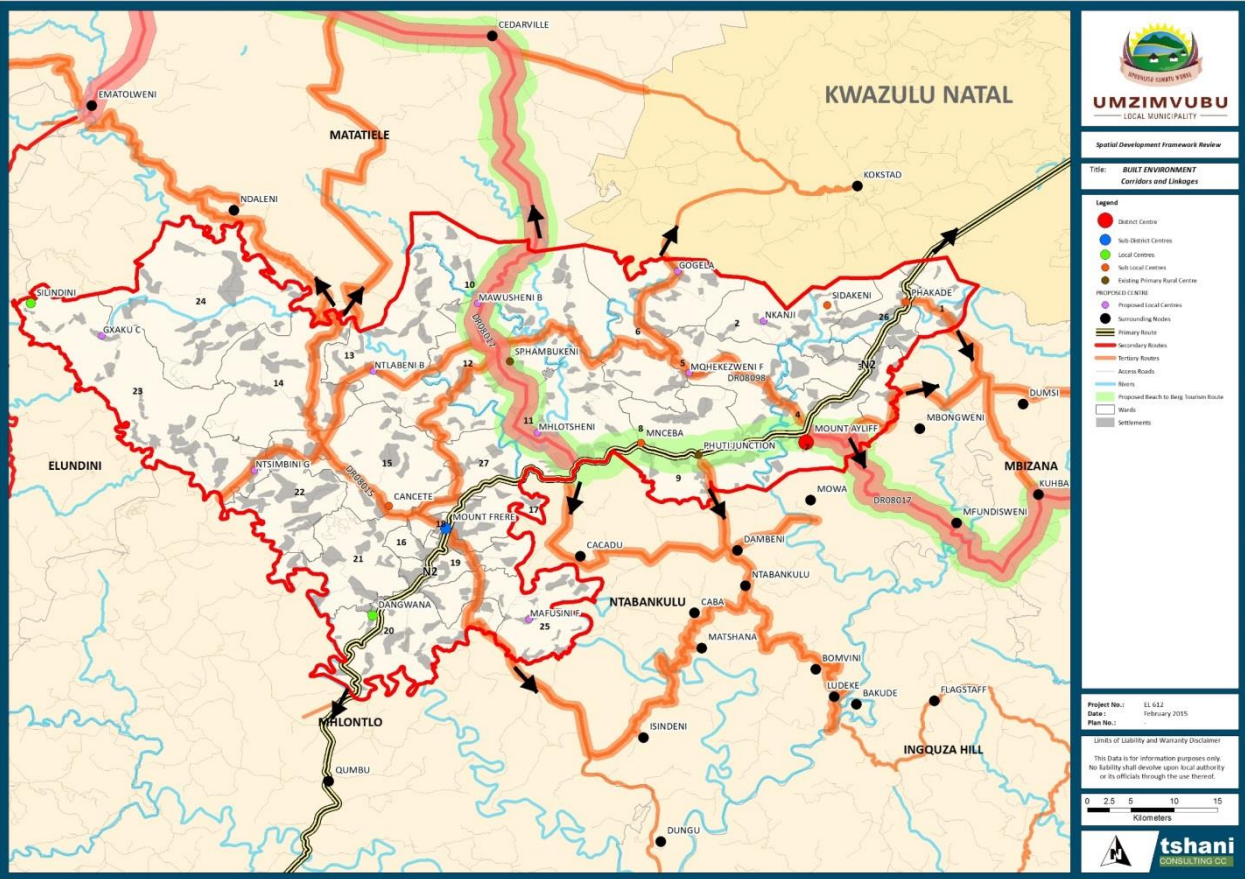 CEDARVILLE
KWAZULU NATAL
EMATOLWENI
MATATIELE
KOKSTAD
NDALENI
GOGELA
SILINDINI
24
10
MAWUSHENI B
SIDAKENI
PHAKADE
26
1
GXAKU C
DR08017
6
2
NKANJI
13
NTLABENI B
12
SPHAMBUKENI
5
MQHEKEZWENI F
DR08098
3
N2
23
14
DUMSI
11
MHLOTSHENI
8
MNCEBA
4
MOUNT AYLIFF
7
MBONGWENI
PHUTI JUNCTION
ELUNDINI
NTSIMBINI G
15
27
9
MBIZANA
DR08015
22
MOWA
DR08017
KUHBA
CANCETE
17
18
MOUNT FRERE
MFUNDISWENI
16
21
19
CACADU
DAMBENI
N2
NTABANKULU
DANGWANA
20
MAFUSINI F
25
NTABANKULU
CABA
MATSHANA
BOMVINI
LUDEKE
BAKUDE
FLAGSTAFF
MHLONTLO
ISINDENI
INGQUZA HILL
QUMBU
DUNGU
UMZIMVUBU
LOCAL MUNICIPALITY
Spatial Development Framework Review
Title: BUILT ENVIRONMENT
Corridors and Linkages
Legend
District Centre
Sub-District Centres
Local Centres
Sub Local Centres
Existing Primary Rural Centre
PROPOSED CENTRE
Proposed Local Centres
Surrounding Nodes
Primary Route
Secondary Routes
Tertiary Routes
Access Roads
Rivers
Proposed Beach to Berg Tourism Route
Wards
Settlements
Project No.: EL 612
Date : February 2015
Plan No.: -
Limits of Liability and Warranty Disclaimer
This Data is for information purposes only.
No liability shall devolve upon local authority
or its officials through the use thereof.
0 2.5 5 10 15
Kilometers
N
tshani
CONSULTING CC